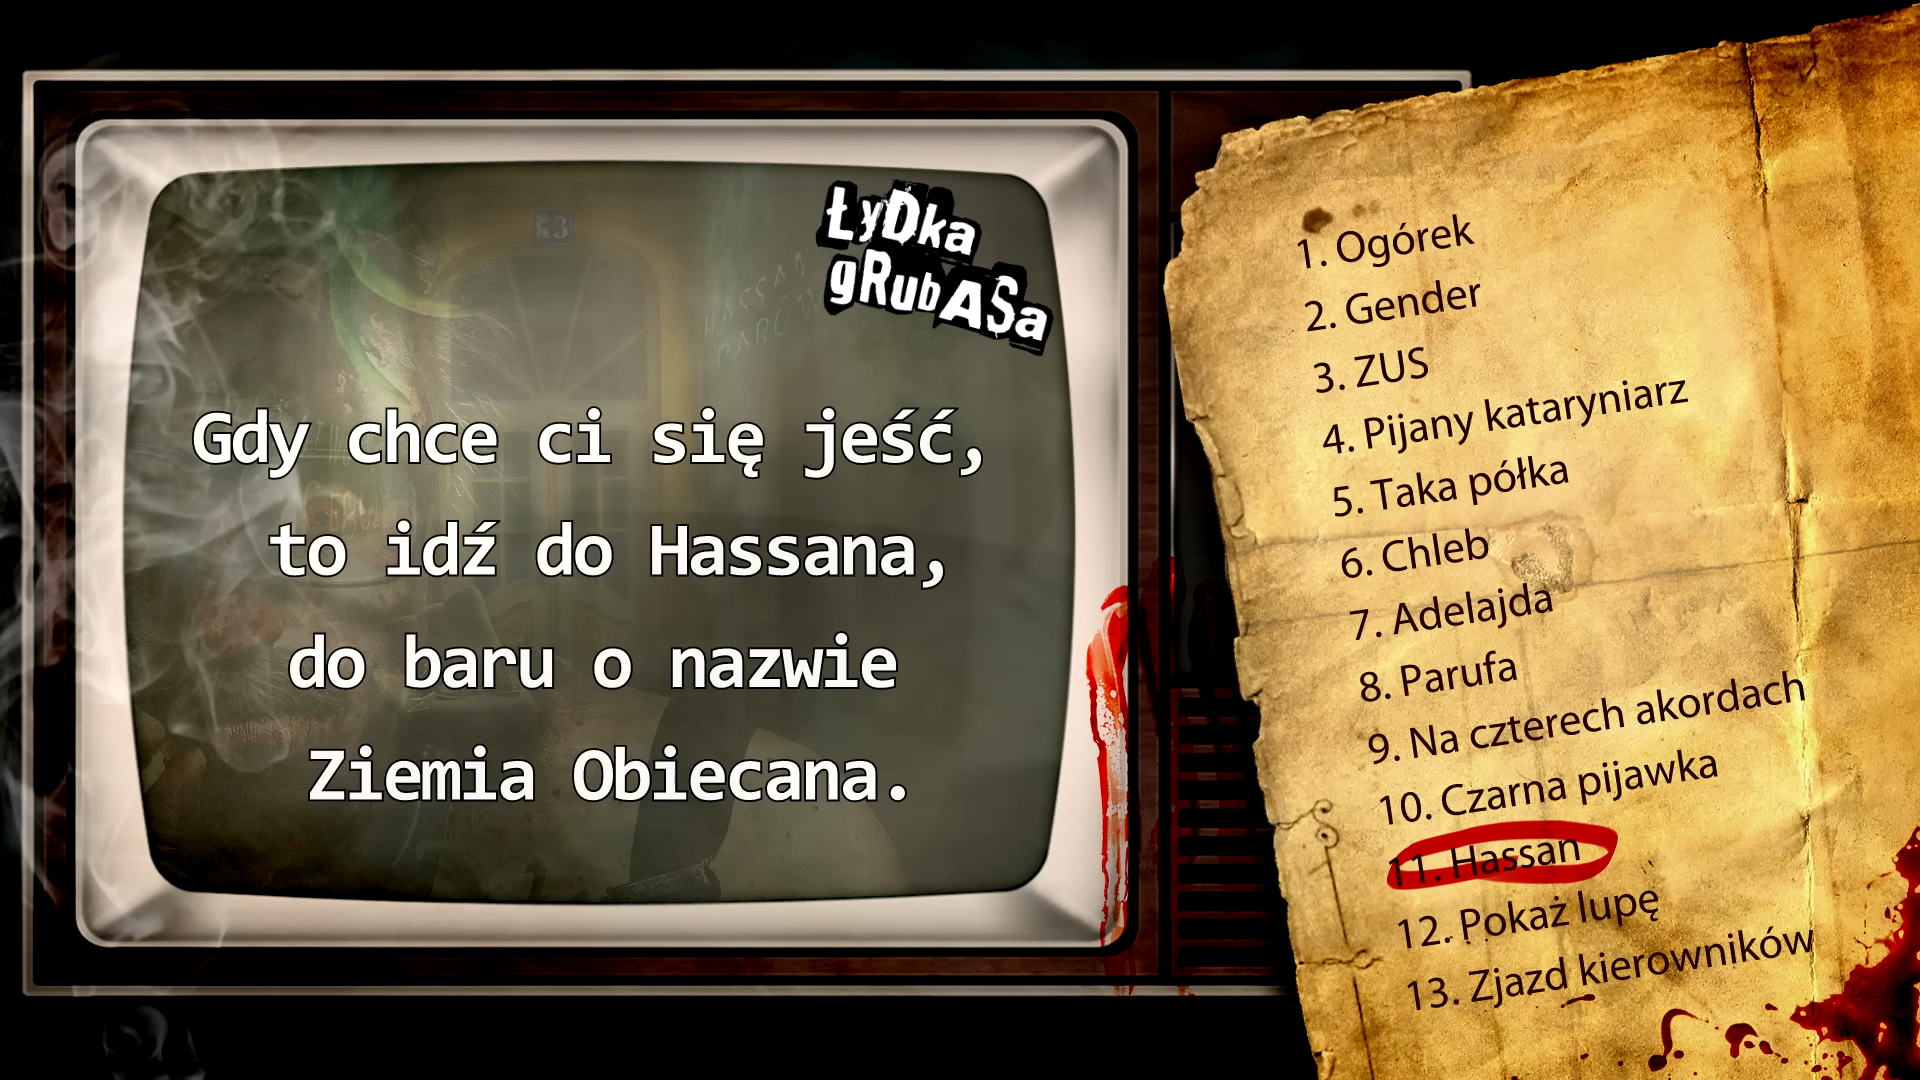 ŁyDka
gRubASa
Gdy chce ci się jeść,
to idź do Hassana,
do baru o nazwie
Ziemia Obiecana.
1. Ogórek
2. Gender
3. ZUS
4. Pijany kataryniarz
5. Taka półka
6. Chleb
7. Adelajda
8. Parufa
9. Na czterech akordach
10. Czarna pijawka
11. Hassan
12. Pokaż lupę
13. Zjazd kierowników